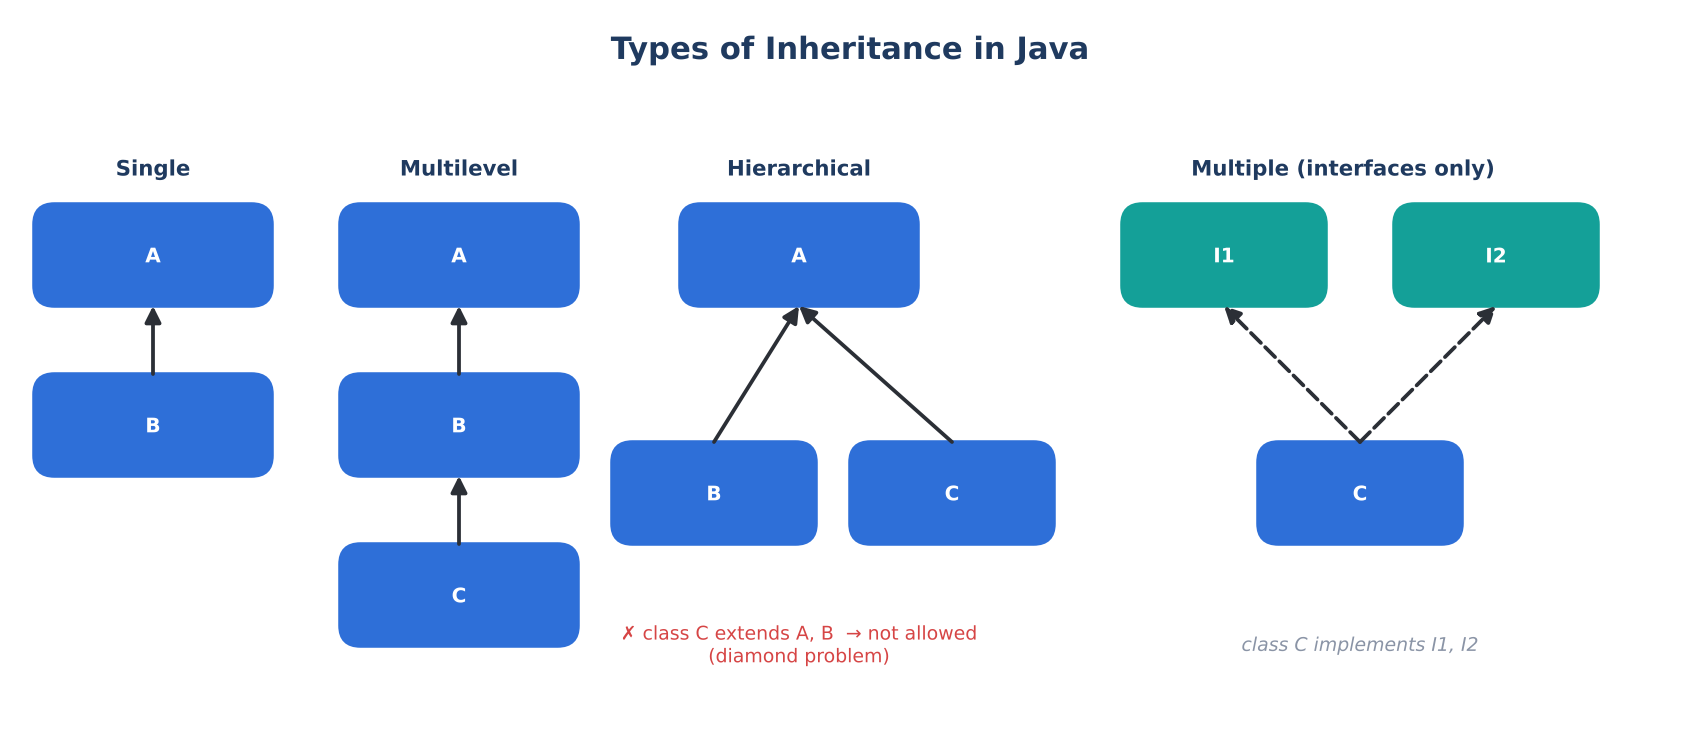 Types of Inheritance in Java
Single
A
B
Multilevel
A
B
C
Hierarchical
A
B
C
✗ class C extends A, B → not allowed
(diamond problem)
Multiple (interfaces only)
I1
I2
C
class C implements I1, I2